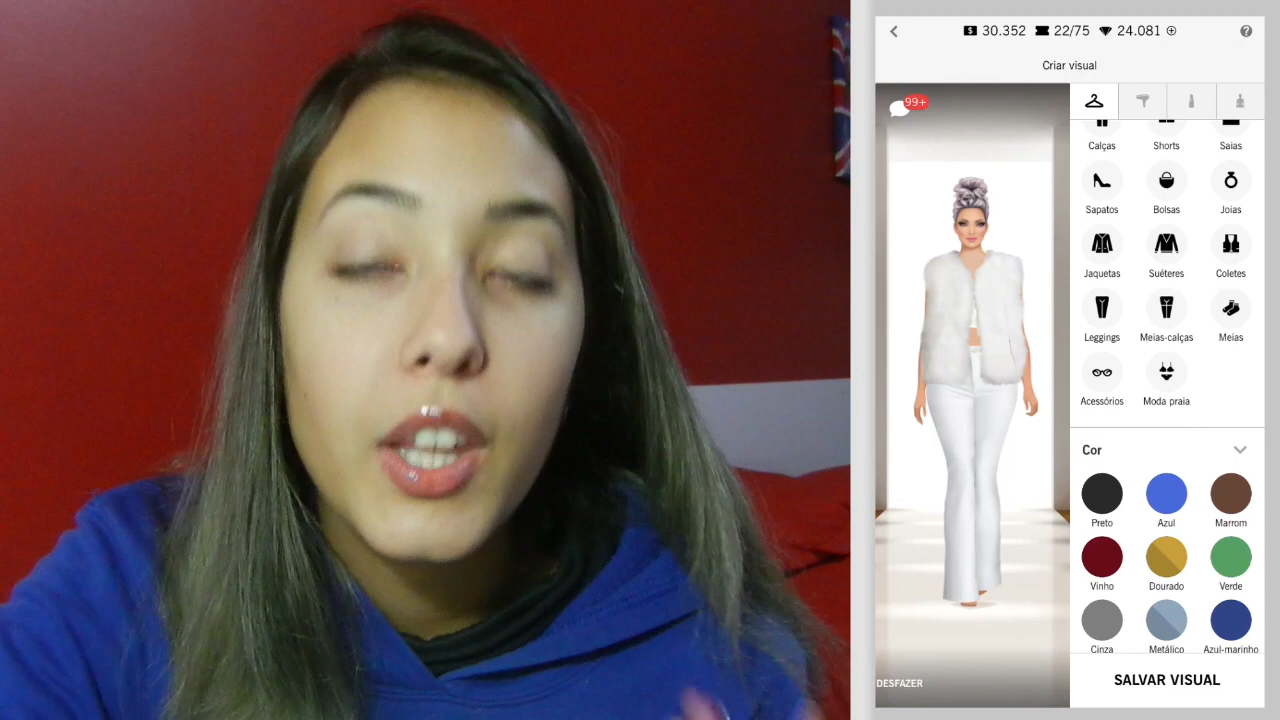 30.352 22/75 24.081
Criar visual
99+
Calças Shorts Saias
Sapatos Bolsas Joias
Jaquetas Suéteres Coletes
Leggings Meias-calças Meias
Acessórios Moda praia
Cor
Preto Azul Marrom
Vinho Dourado Verde
Cinza Metálico Azul-marinho
DESFAZER
SALVAR VISUAL